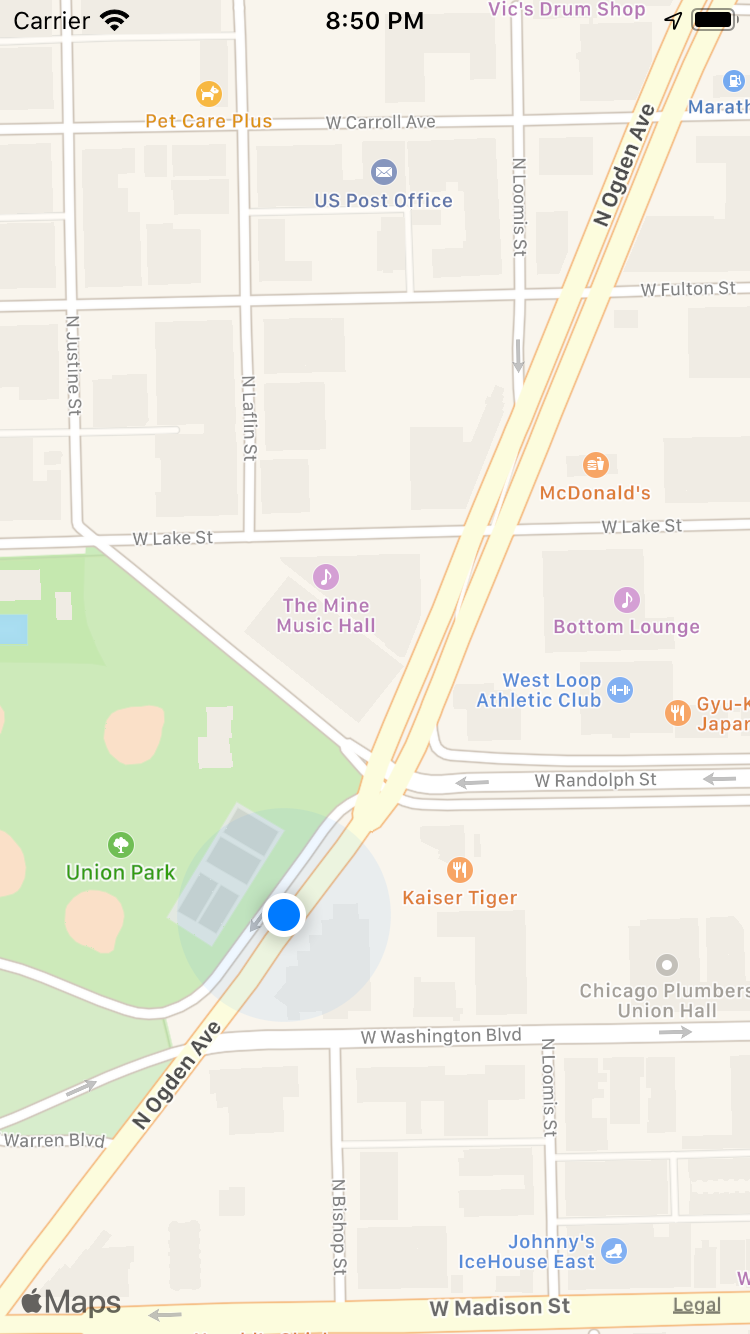 Carrier 8:50 PM
Vic's Drum Shop
Marath
Pet Care Plus
W Carroll Ave
N Ogden Ave
US Post Office
N Loomis St
W Fulton St
N Justine St
N Laflin St
McDonald's
W Lake St
W Lake St
The Mine
Music Hall
Bottom Lounge
West Loop
Athletic Club
Gyu-K
Japan
W Randolph St
Union Park
Kaiser Tiger
Chicago Plumbers
Union Hall
W Washington Blvd
N Ogden Ave
N Loomis St
Warren Blvd
N Bishop St
Johnny's
IceHouse East
W
Maps
W Madison St
Legal